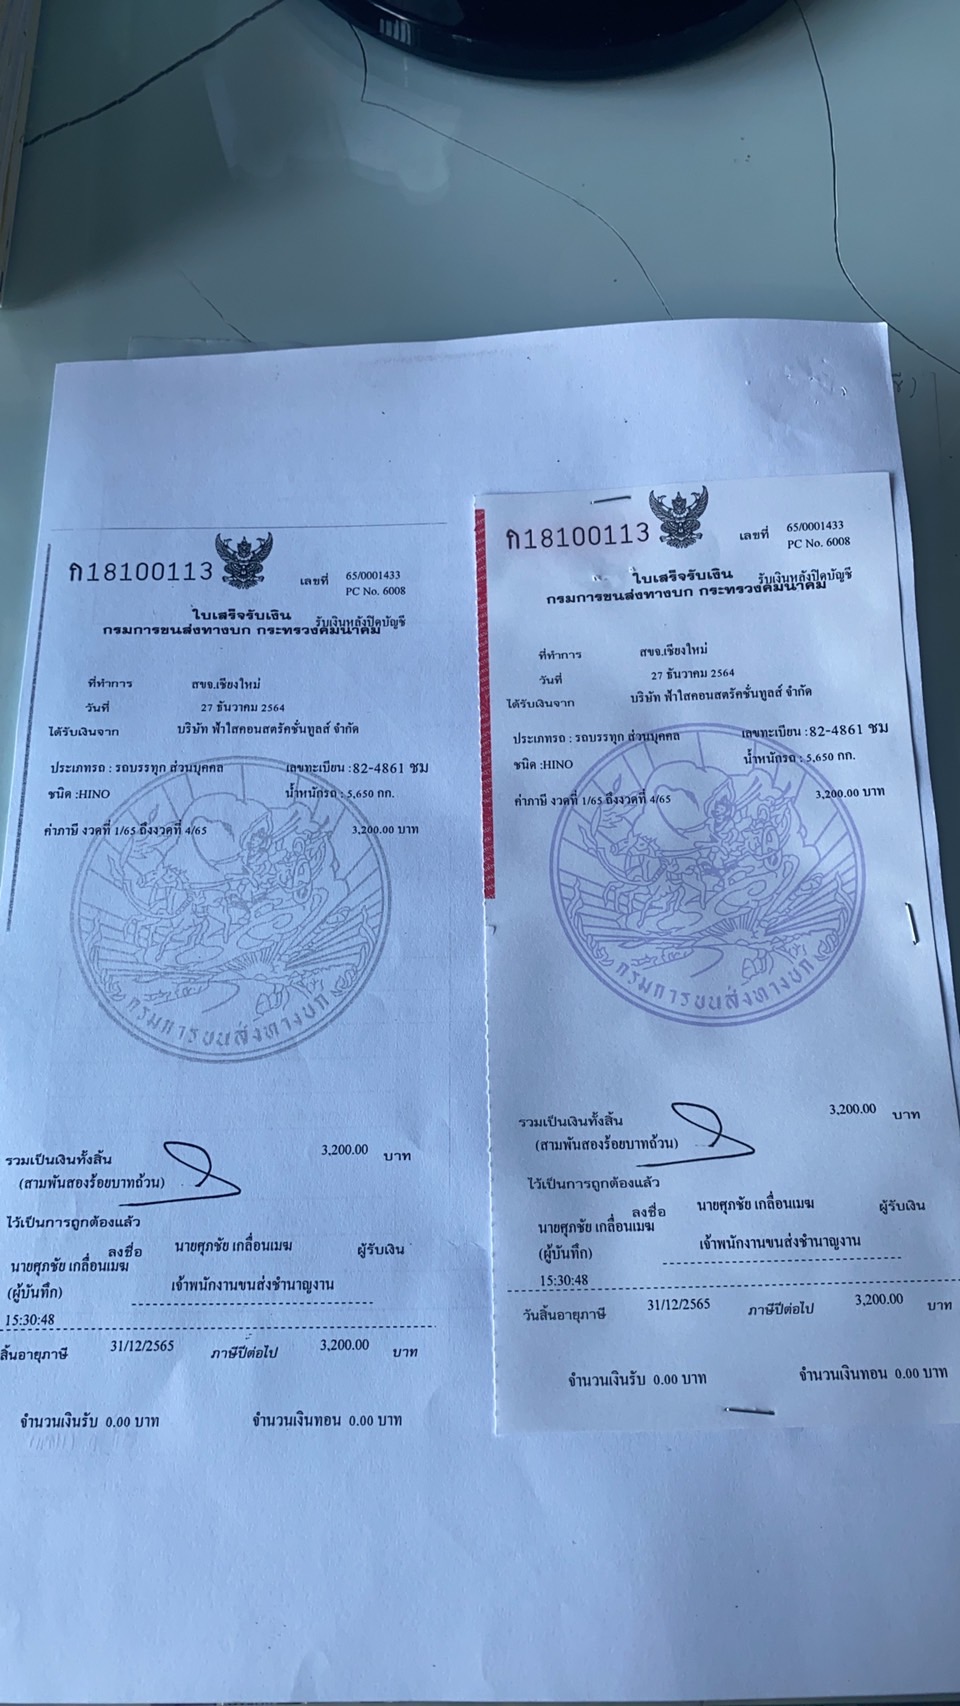 ก18100113
เลขที่ 65/0001433
PC No. 6008
ใบเสร็จรับเงิน รับเงินหลังปิดบัญชี
กรมการขนส่งทางบก กระทรวงคมนาคม
ที่ทำการ สขจ.เชียงใหม่
วันที่ 27 ธันวาคม 2564
ได้รับเงินจาก บริษัท ฟ้าใสคอนสตรัคชั่นทูลส์ จำกัด
ประเภทรถ : รถบรรทุก ส่วนบุคคล เลขทะเบียน : 82-4861 ชม
ชนิด :HINO น้ำหนักรถ : 5,650 กก.
ค่าภาษี งวดที่ 1/65 ถึงงวดที่ 4/65 3,200.00 บาท
กรมการขนส่งทางบก
รวมเป็นเงินทั้งสิ้น 3,200.00 บาท
(สามพันสองร้อยบาทถ้วน)
ไว้เป็นการถูกต้องแล้ว
ลงชื่อ นายศุภชัย เกลื่อนเมฆ ผู้รับเงิน
นายศุภชัย เกลื่อนเมฆ
(ผู้บันทึก) เจ้าพนักงานขนส่งชำนาญงาน
15:30:48
สิ้นอายุภาษี 31/12/2565 ภาษีปีต่อไป 3,200.00 บาท
จำนวนเงินรับ 0.00 บาท จำนวนเงินทอน 0.00 บาท
ก18100113
เลขที่ 65/0001433
PC No. 6008
ใบเสร็จรับเงิน รับเงินหลังปิดบัญชี
กรมการขนส่งทางบก กระทรวงคมนาคม
ที่ทำการ สขจ.เชียงใหม่
วันที่ 27 ธันวาคม 2564
ได้รับเงินจาก บริษัท ฟ้าใสคอนสตรัคชั่นทูลส์ จำกัด
ประเภทรถ : รถบรรทุก ส่วนบุคคล เลขทะเบียน : 82-4861 ชม
ชนิด :HINO น้ำหนักรถ : 5,650 กก.
ค่าภาษี งวดที่ 1/65 ถึงงวดที่ 4/65 3,200.00 บาท
กรมการขนส่งทางบก
รวมเป็นเงินทั้งสิ้น 3,200.00 บาท
(สามพันสองร้อยบาทถ้วน)
ไว้เป็นการถูกต้องแล้ว
ลงชื่อ นายศุภชัย เกลื่อนเมฆ ผู้รับเงิน
นายศุภชัย เกลื่อนเมฆ
(ผู้บันทึก) เจ้าพนักงานขนส่งชำนาญงาน
15:30:48
วันสิ้นอายุภาษี 31/12/2565 ภาษีปีต่อไป 3,200.00 บาท
จำนวนเงินรับ 0.00 บาท จำนวนเงินทอน 0.00 บาท